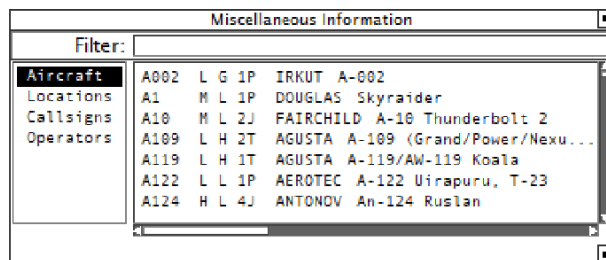 Miscellaneous Information
Filter:
Aircraft
Locations
Callsigns
Operators
A002 L G 1P IRKUT A-002
A1 M L 1P DOUGLAS Skyraider
A10 M L 2J FAIRCHILD A-10 Thunderbolt 2
A109 L H 2T AGUSTA A-109 (Grand/Power/Nexu...
A119 L H 1T AGUSTA A-119/AW-119 Koala
A122 L L 1P AEROTEC A-122 Uirapuru, T-23
A124 H L 4J ANTONOV An-124 Ruslan